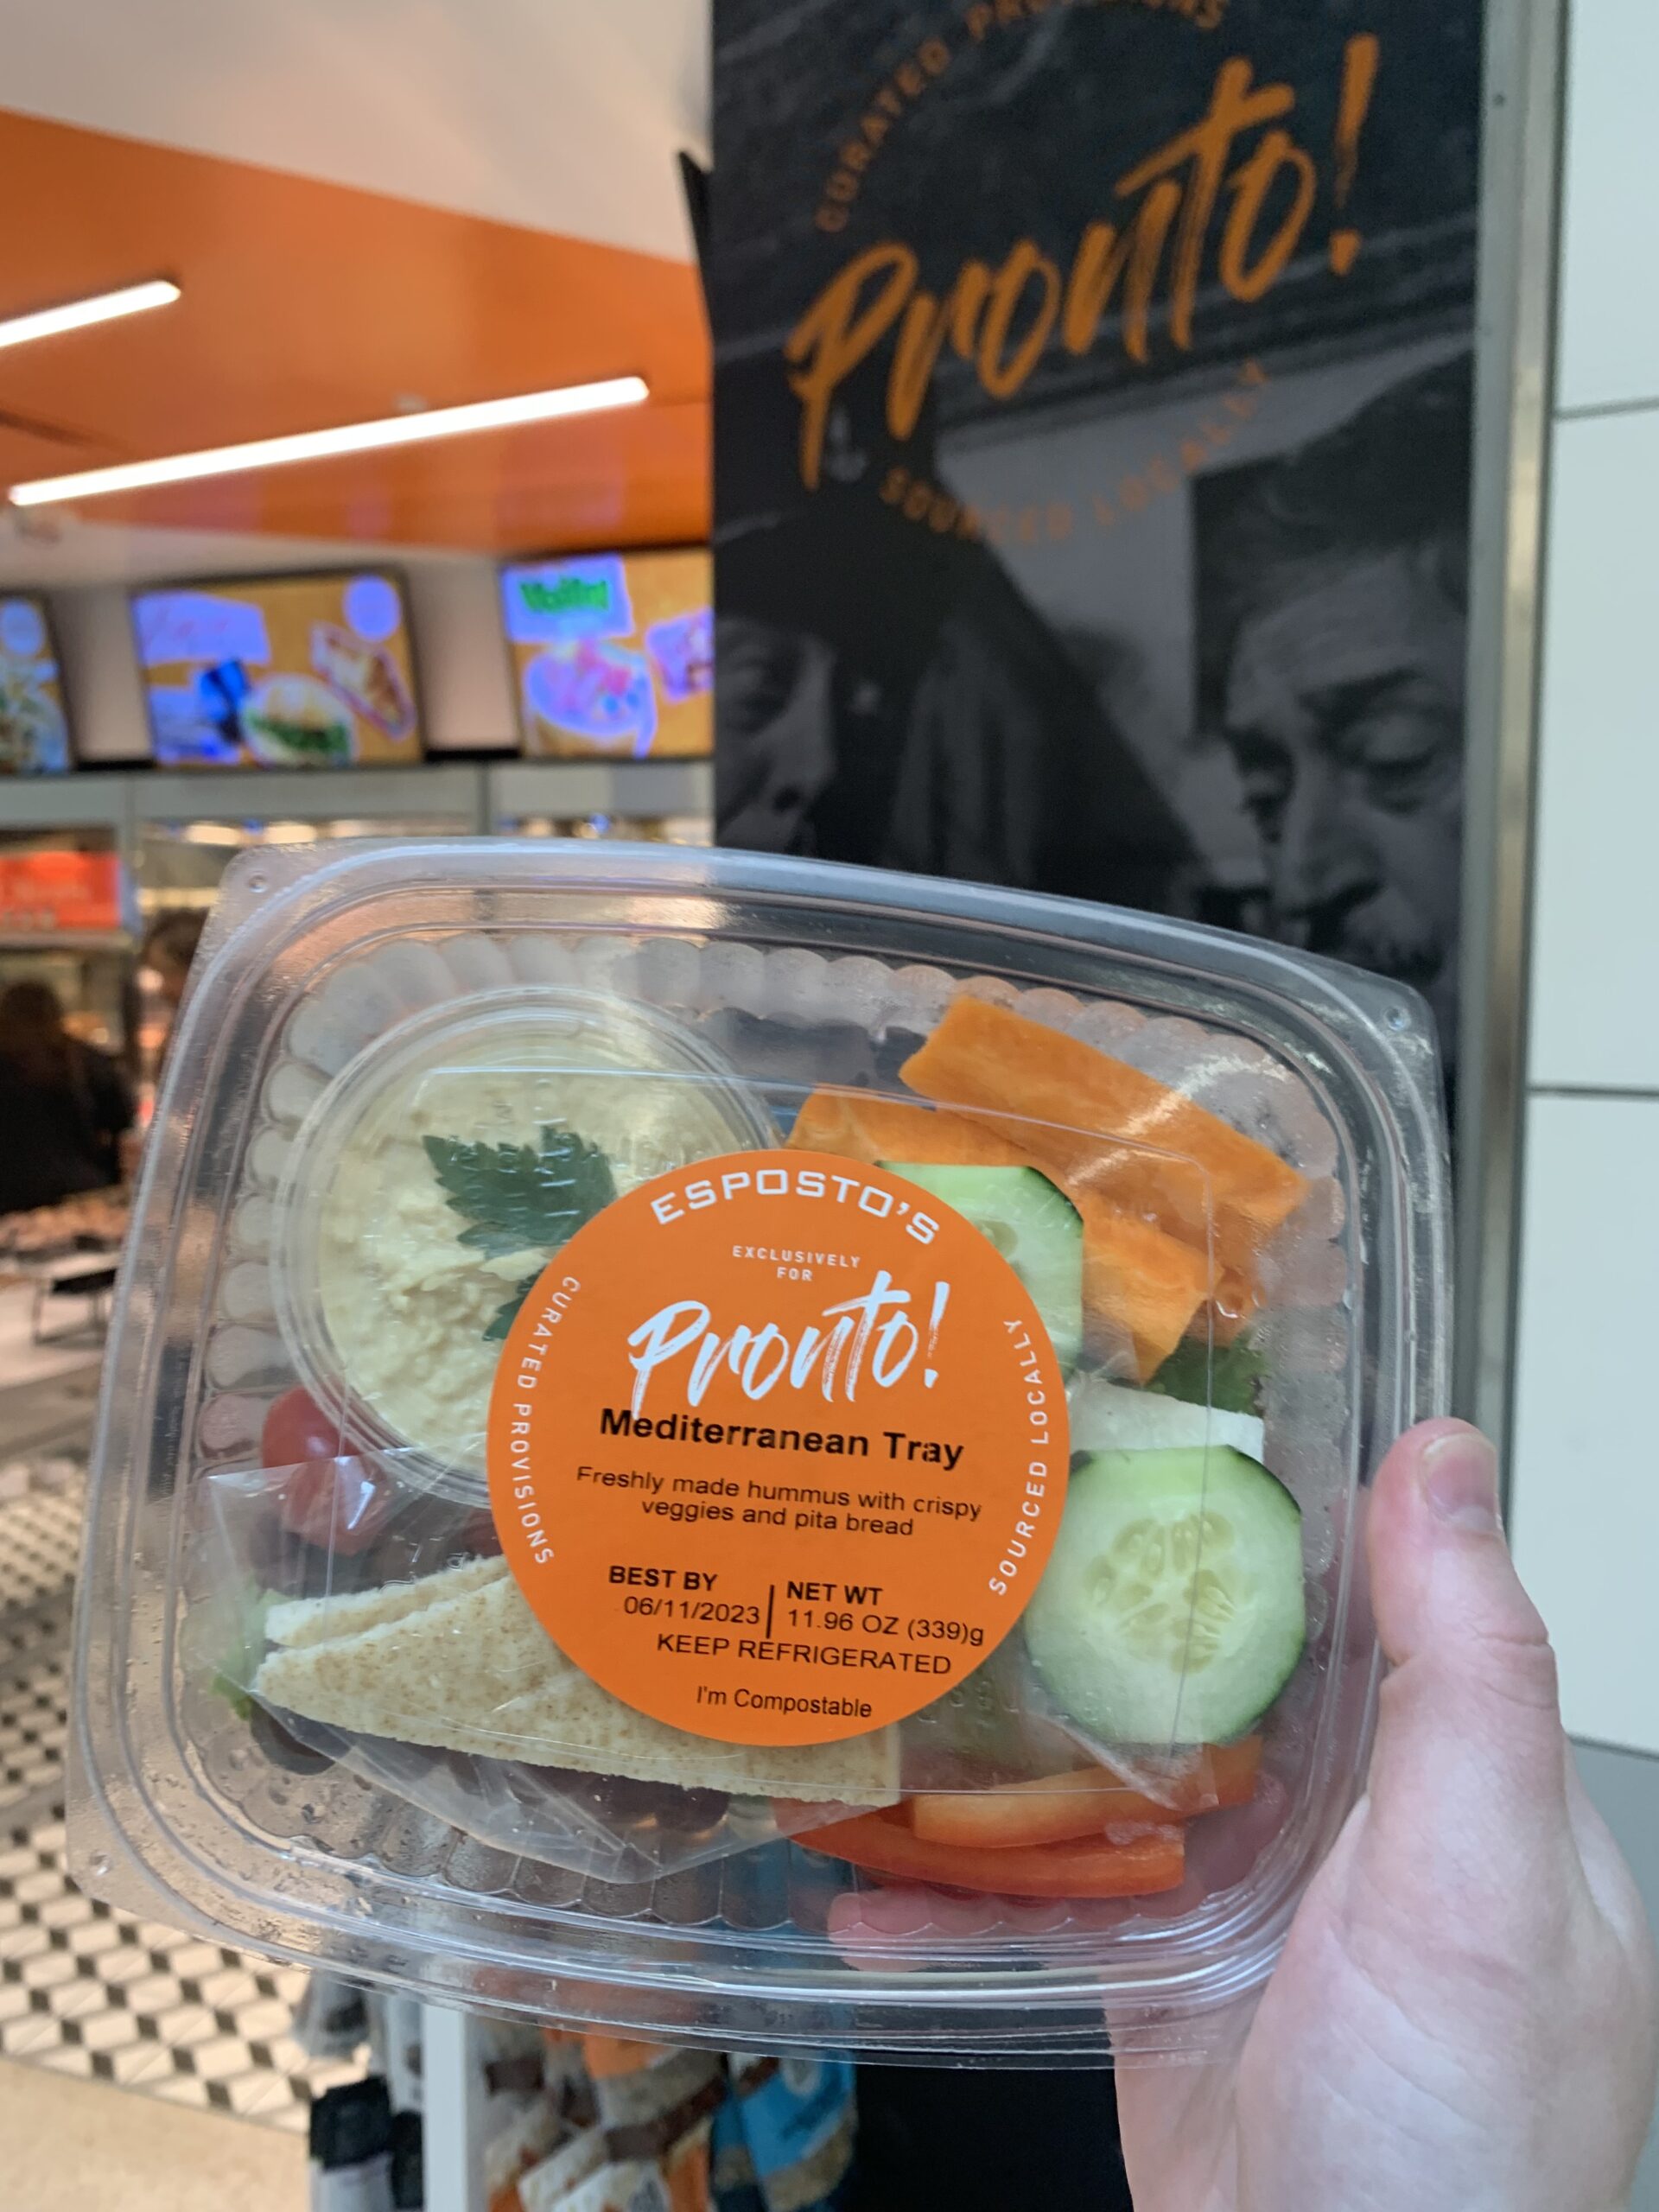 CURATED PROVISIONS
Pronto!
SOURCED LOCALLY
ESPOSTO'S
EXCLUSIVELY
FOR
Pronto!
CURATED PROVISIONS
SOURCED LOCALLY
Mediterranean Tray
Freshly made hummus with crispy
veggies and pita bread
BEST BY
06/11/2023
NET WT
11.96 OZ (339)g
KEEP REFRIGERATED
I'm Compostable